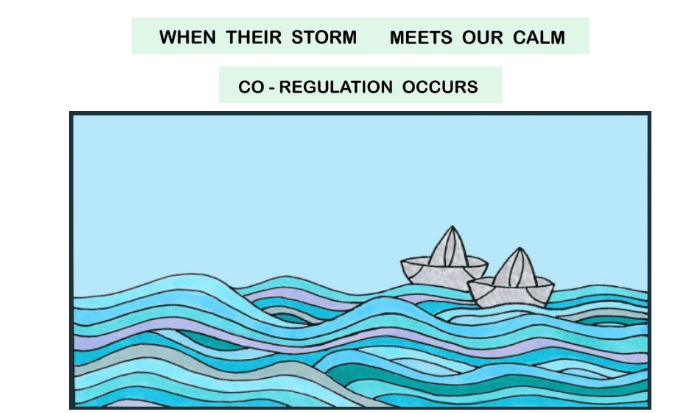 WHEN THEIR STORM MEETS OUR CALM
CO - REGULATION OCCURS